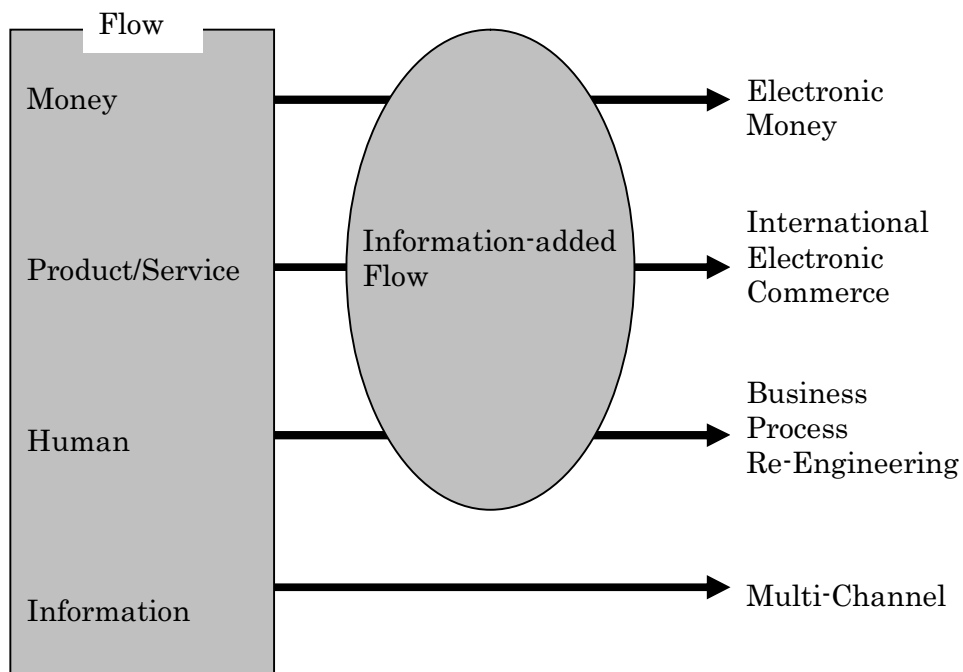 Flow
Money
Electronic
Money
Information-added
Flow
Product/Service
International
Electronic
Commerce
Human
Business
Process
Re-Engineering
Information
Multi-Channel